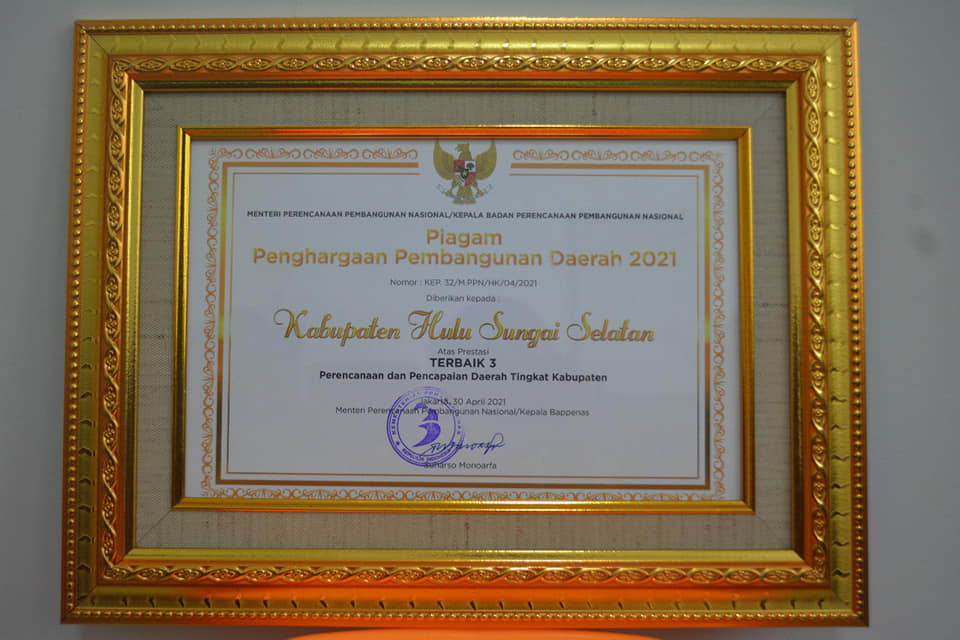 MENTERI PERENCANAAN PEMBANGUNAN NASIONAL/KEPALA BADAN PERENCANAAN PEMBANGUNAN NASIONAL
Piagam
Penghargaan Pembangunan Daerah 2021
Nomor : KEP. 32/M.PPN/HK/04/2021
Diberikan kepada :
Kabupaten Hulu Sungai Selatan
Atas Prestasi
TERBAIK 3
Perencanaan dan Pencapaian Daerah Tingkat Kabupaten
Jakarta, 30 April 2021
Menteri Perencanaan Pembangunan Nasional/Kepala Bappenas
Suharso Monoarfa